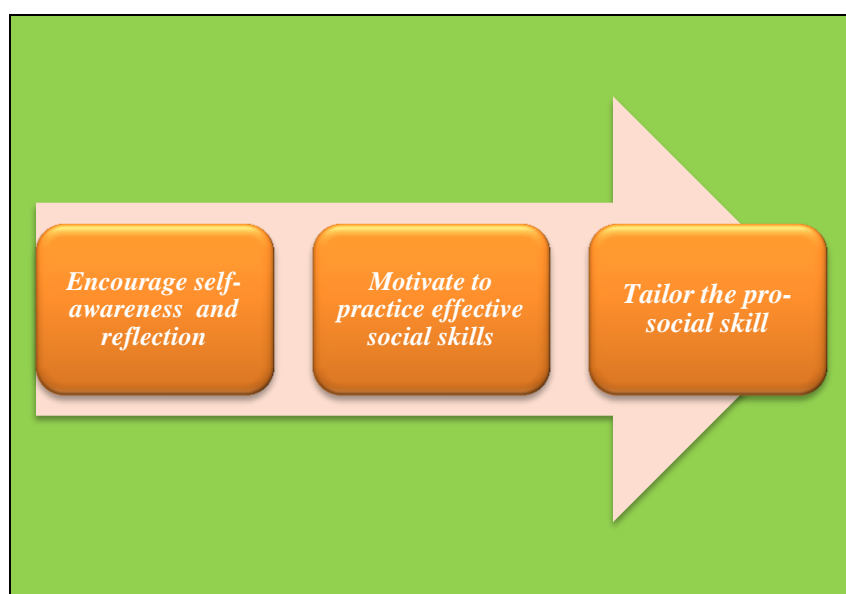 Encourage self-
awareness and
reflection
Motivate to
practice effective
social skills
Tailor the pro-
social skill